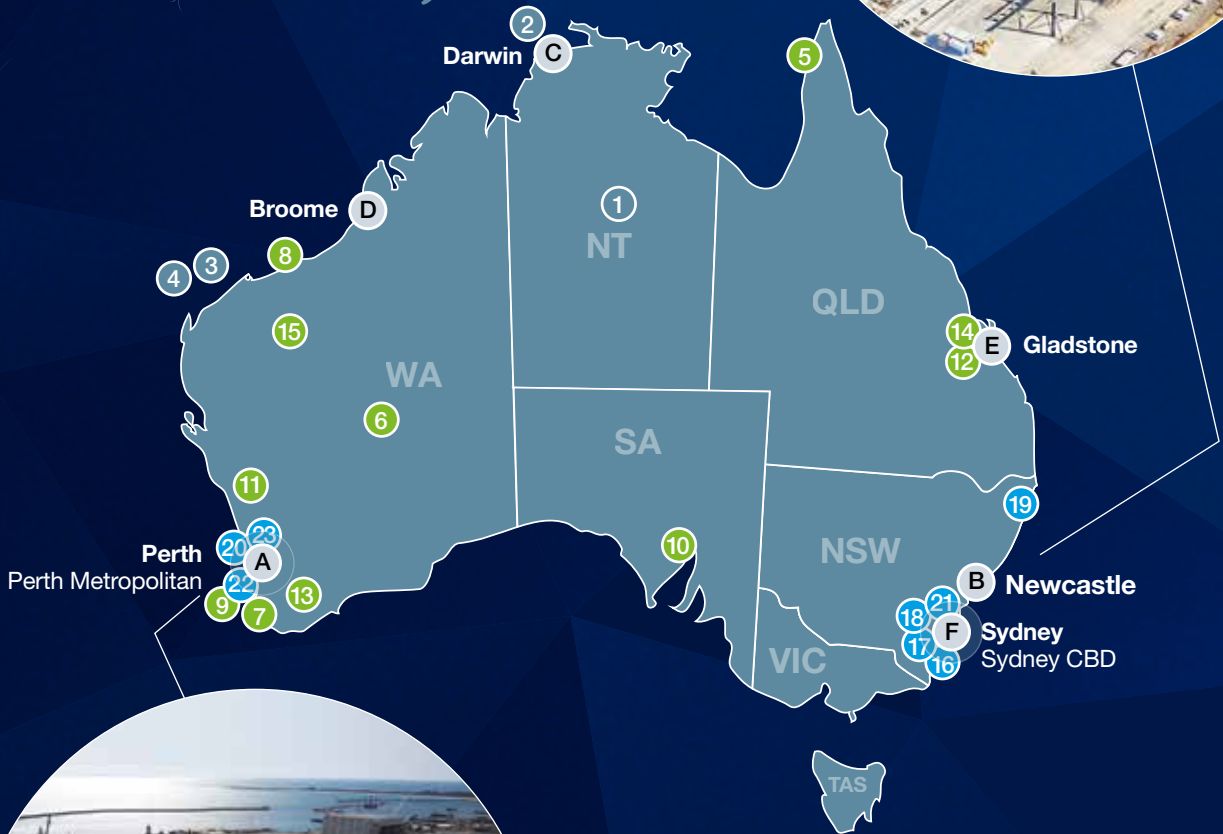 2
Darwin C
5
1
NT
Broome D
8
3
4
15
QLD
14
E Gladstone
12
WA
6
SA
11
19
23
20
Perth
A
Perth Metropolitan
22
13
9
7
10
NSW
B Newcastle
21
18
F Sydney
17
Sydney CBD
16
VIC
TAS